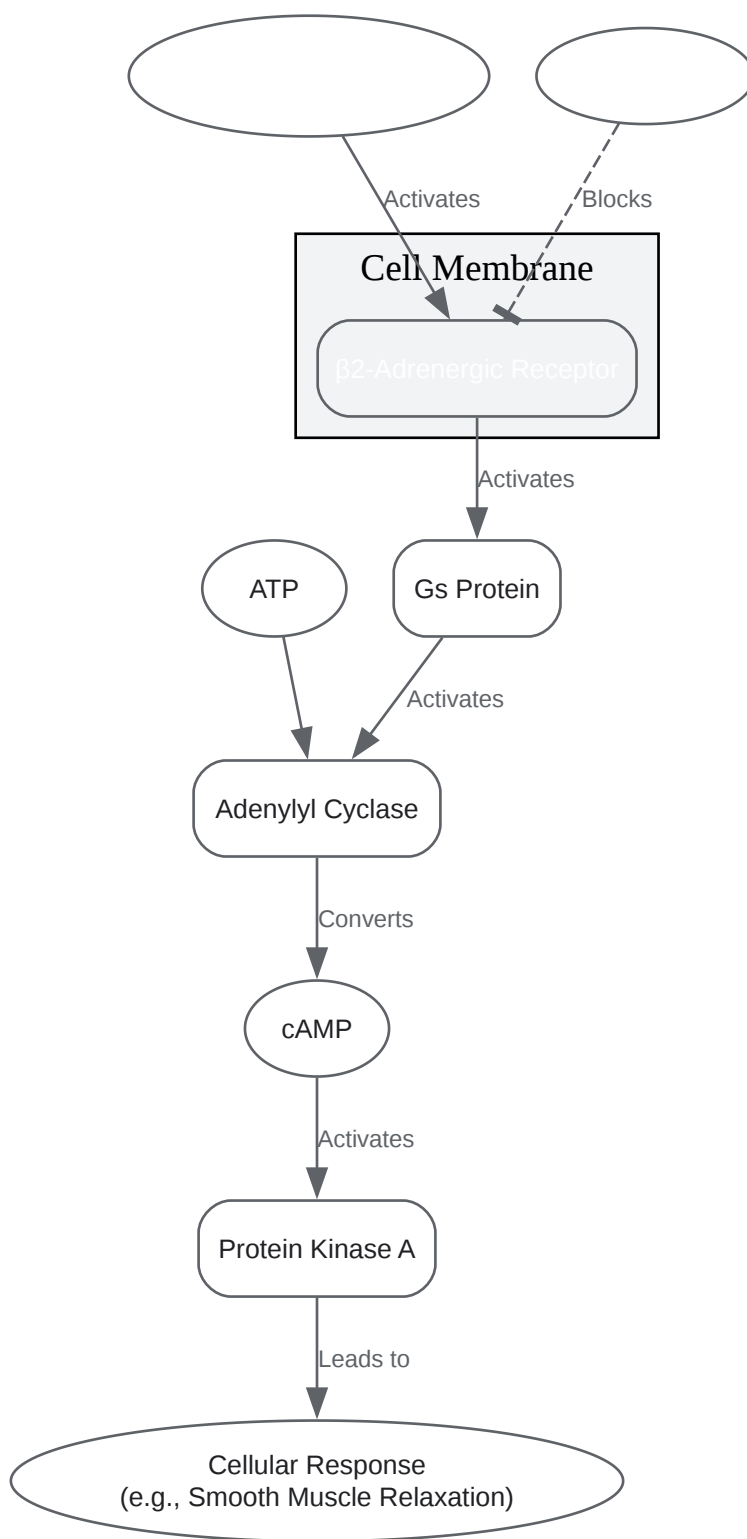 Activates
Blocks
Cell Membrane
β2-Adrenergic Receptor
Activates
ATP
Gs Protein
Activates
Adenylyl Cyclase
Converts
cAMP
Activates
Protein Kinase A
Leads to
Cellular Response
(e.g., Smooth Muscle Relaxation)